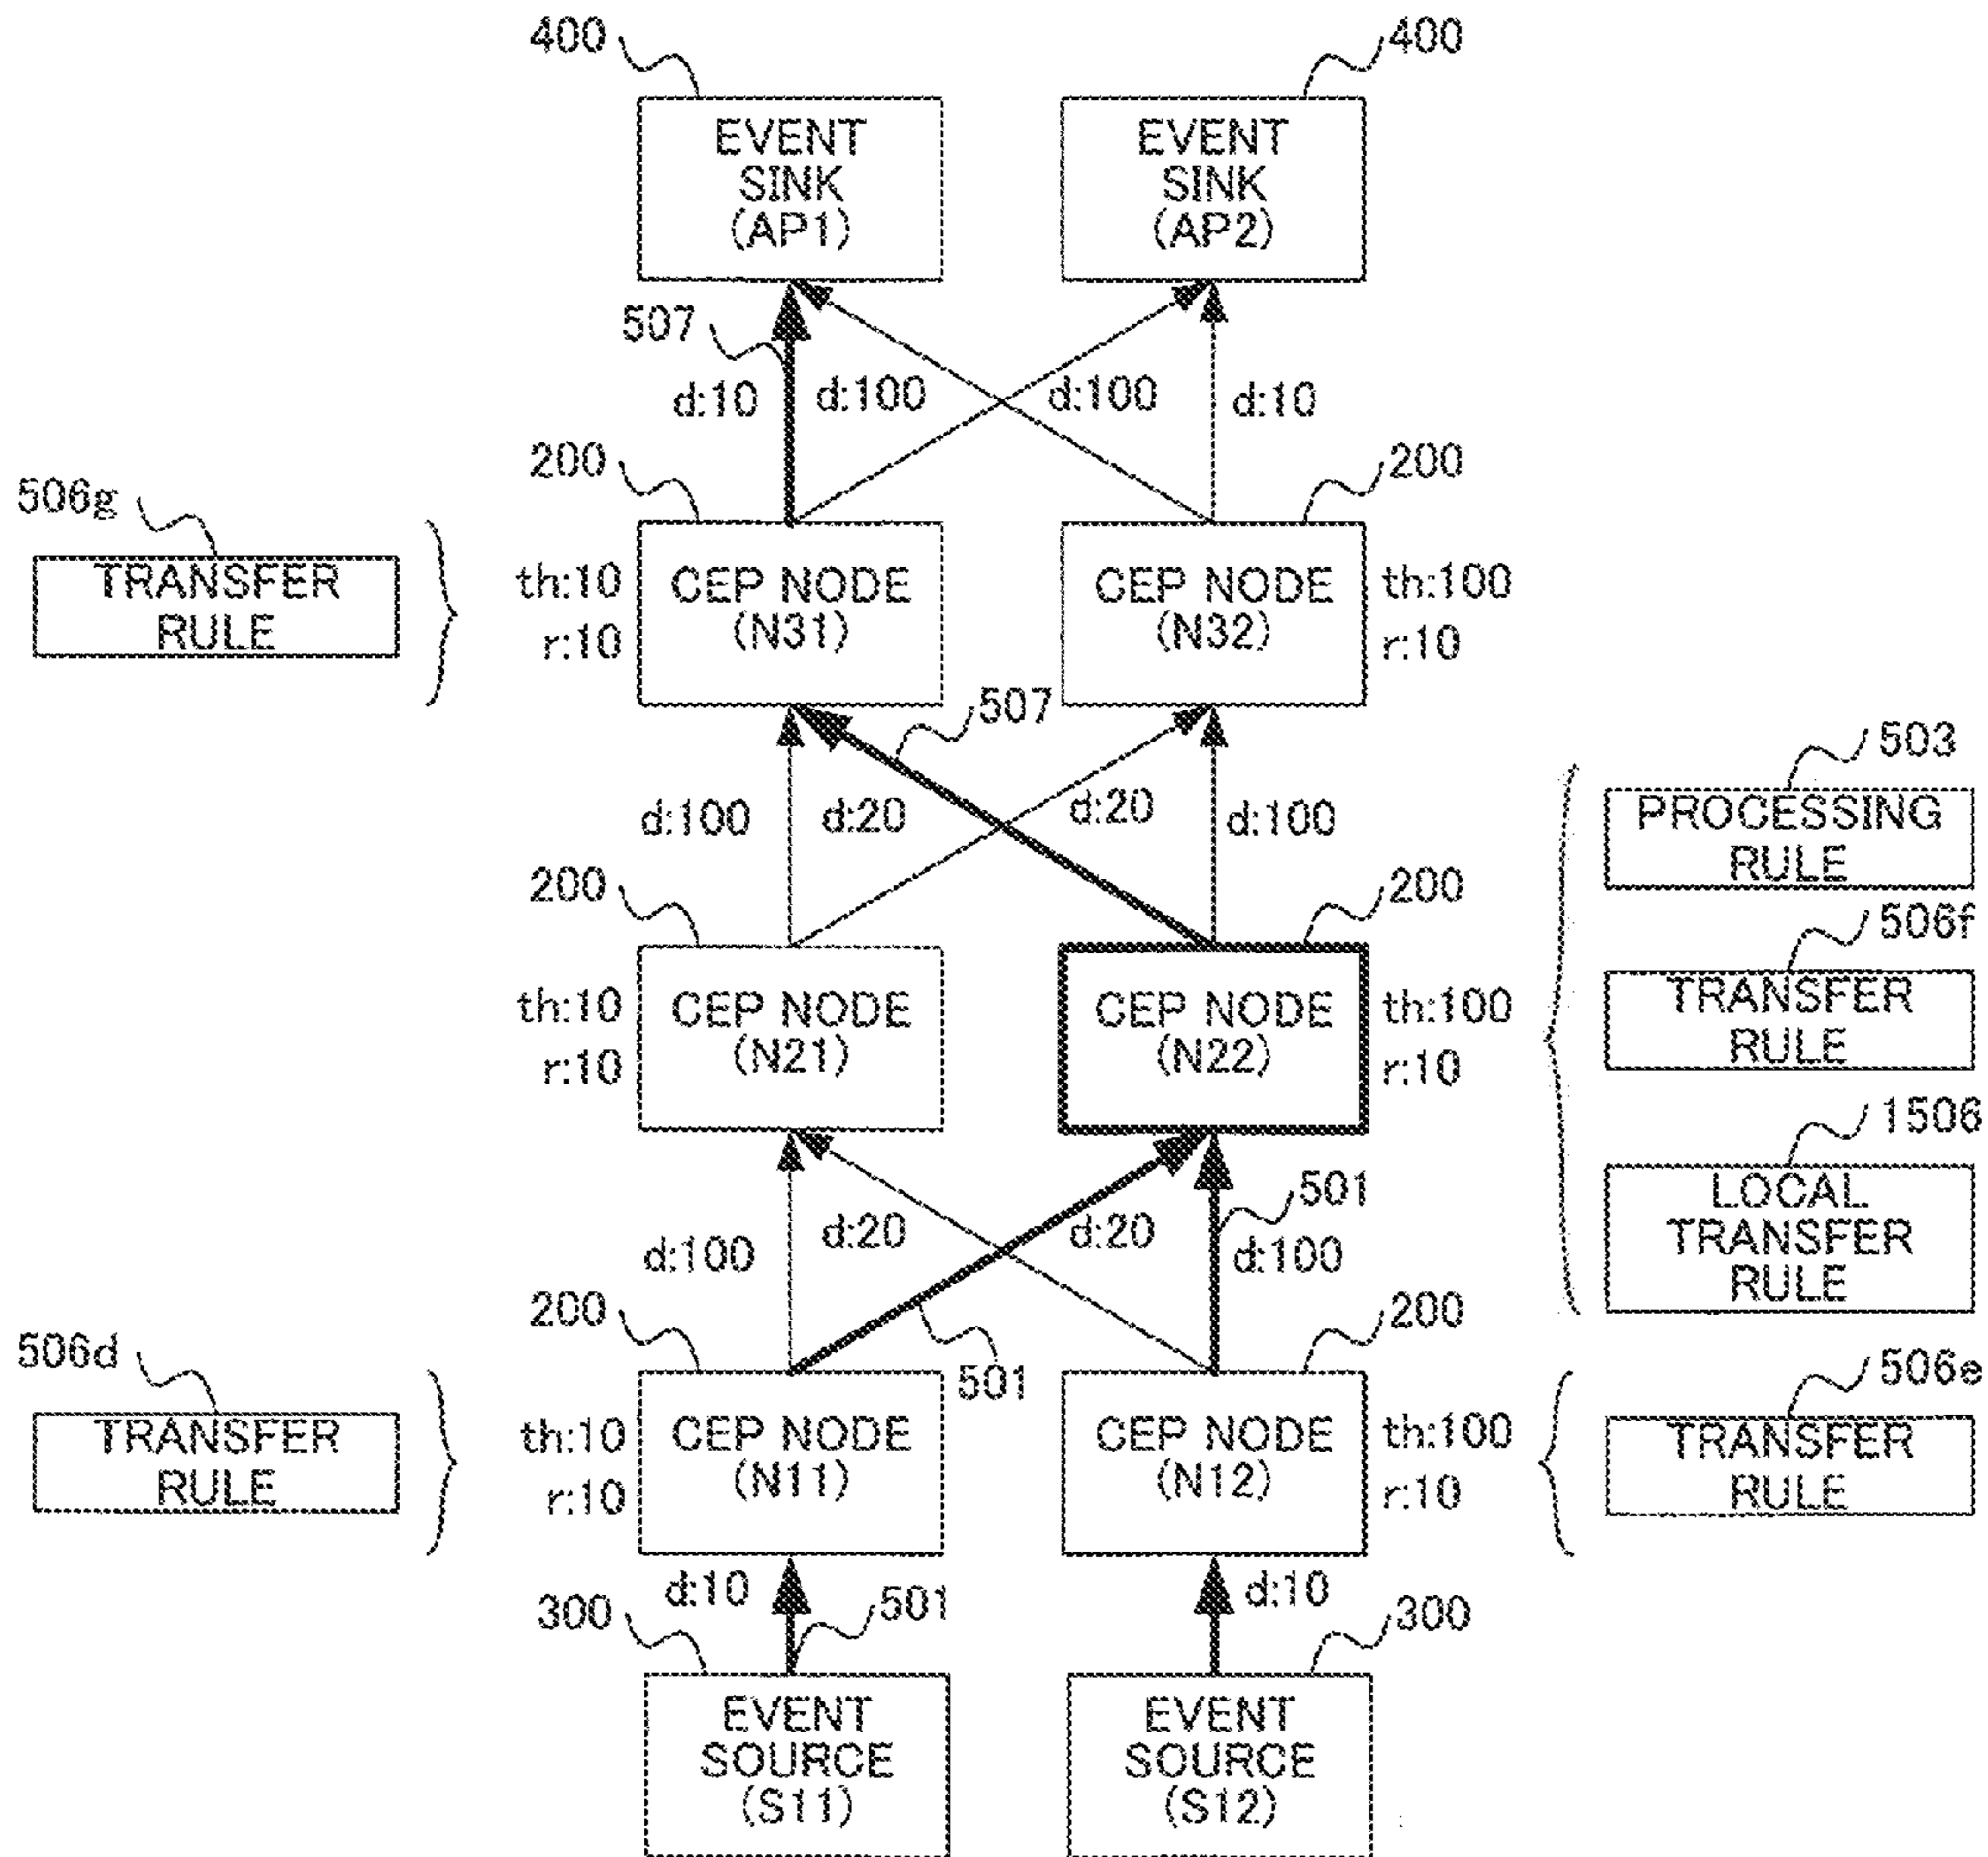 400
400
EVENT
SINK
(AP1)
EVENT
SINK
(AP2)
507
d:10
d:100
d:100
d:10
200
200
506g
TRANSFER
RULE
th:10
r:10
CEP NODE
(N31)
CEP NODE
(N32)
th:100
r:10
507
503
PROCESSING
RULE
d:100
d:20
d:20
d:100
200
200
506f
TRANSFER
RULE
th:10
r:10
CEP NODE
(N21)
CEP NODE
(N22)
th:100
r:10
1506
LOCAL
TRANSFER
RULE
501
d:100
d:20
d:20
d:100
200
200
501
506d
TRANSFER
RULE
th:10
r:10
CEP NODE
(N11)
CEP NODE
(N12)
th:100
r:10
506e
TRANSFER
RULE
d:10
501
d:10
300
300
EVENT
SOURCE
(S11)
EVENT
SOURCE
(S12)